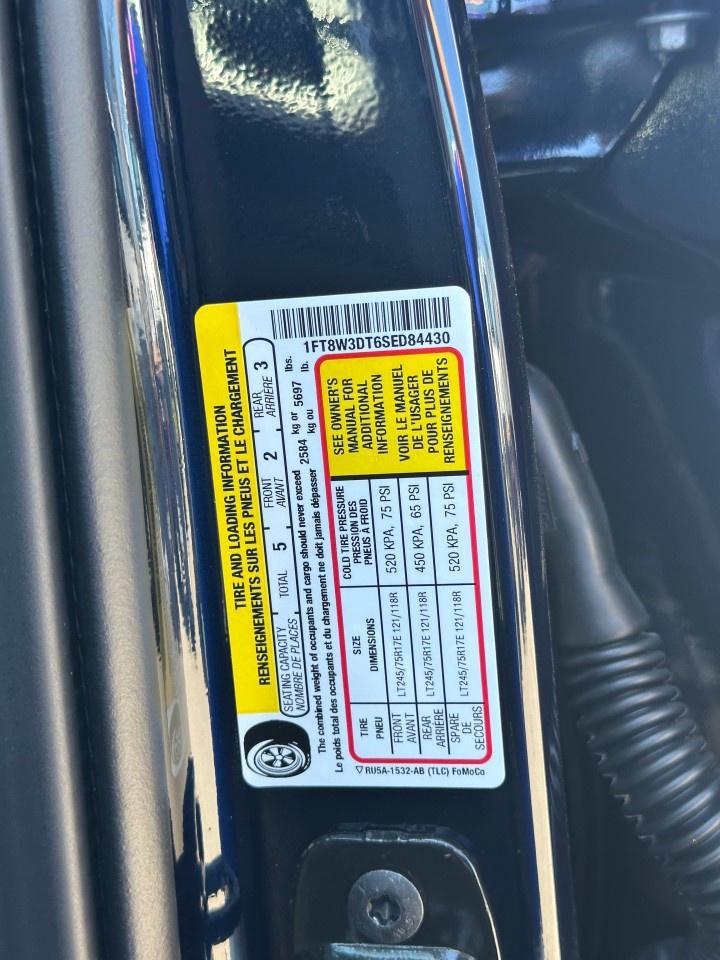 1FT8W3DT6SED84430
TIRE AND LOADING INFORMATION
RENSEIGNEMENTS SUR LES PNEUS ET LE CHARGEMENT
SEATING CAPACITY TOTAL 5 FRONT 2 REAR 3
NOMBRE DE PLACES AVANT ARRIÈRE
The combined weight of occupants and cargo should never exceed 2584 kg or 5697 lbs.
Le poids total des occupants et du chargement ne doit jamais dépasser kg ou lb.
TIRE SIZE COLD TIRE PRESSURE
PNEU DIMENSIONS PRESSION DES
PNEUS À FROID
FRONT LT245/75R17E 121/118R 520 KPA, 75 PSI
AVANT
REAR LT245/75R17E 121/118R 450 KPA, 65 PSI
ARRIÈRE
SPARE LT245/75R17E 121/118R 520 KPA, 75 PSI
DE
SECOURS
SEE OWNER'S
MANUAL FOR
ADDITIONAL
INFORMATION
VOIR LE MANUEL
DE L'USAGER
POUR PLUS DE
RENSEIGNEMENTS
RU5A-1532-AB (TLC) FoMoCo